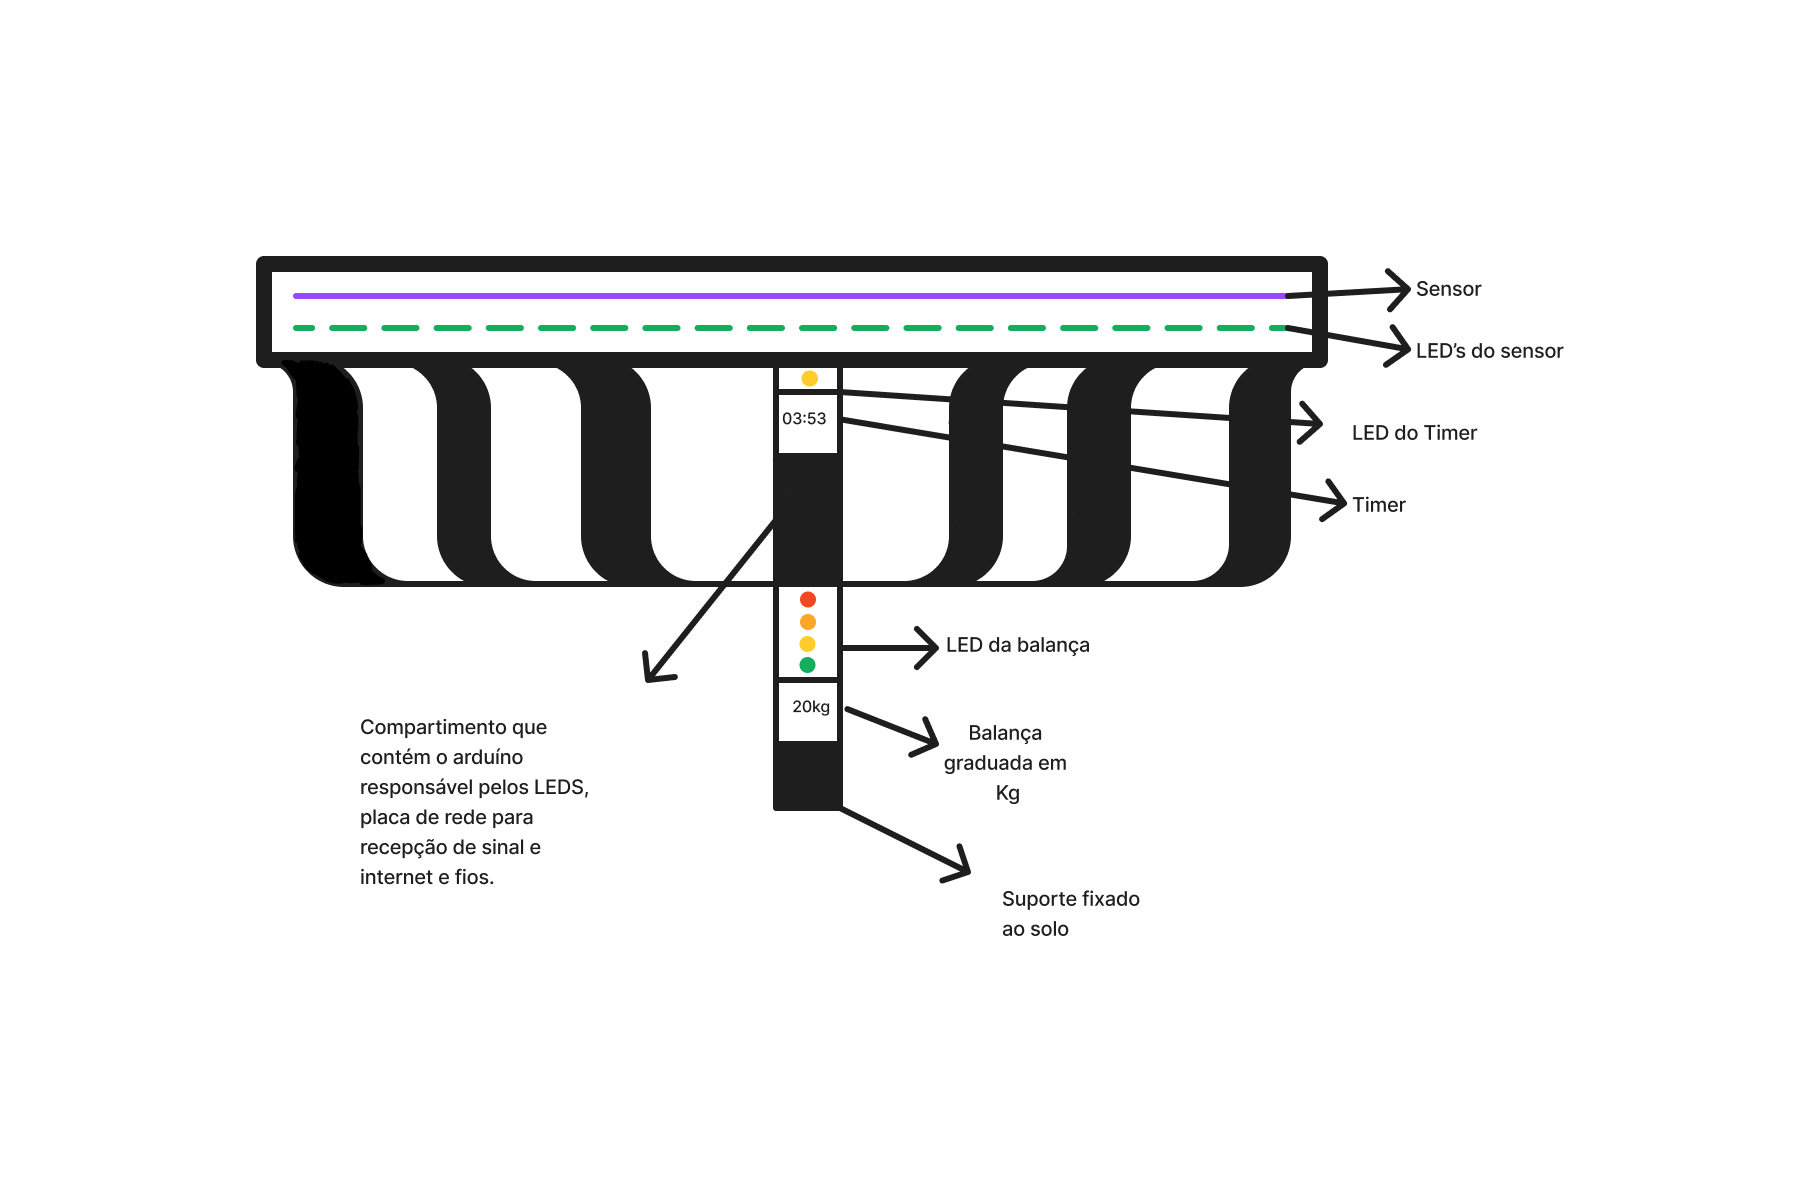 Sensor
LED’s do sensor
03:53
LED do Timer
Timer
LED da balança
20kg
Balança
graduada em
Kg
Compartimento que
contém o arduíno
responsável pelos LEDS,
placa de rede para
recepção de sinal e
internet e fios.
Suporte fixado
ao solo